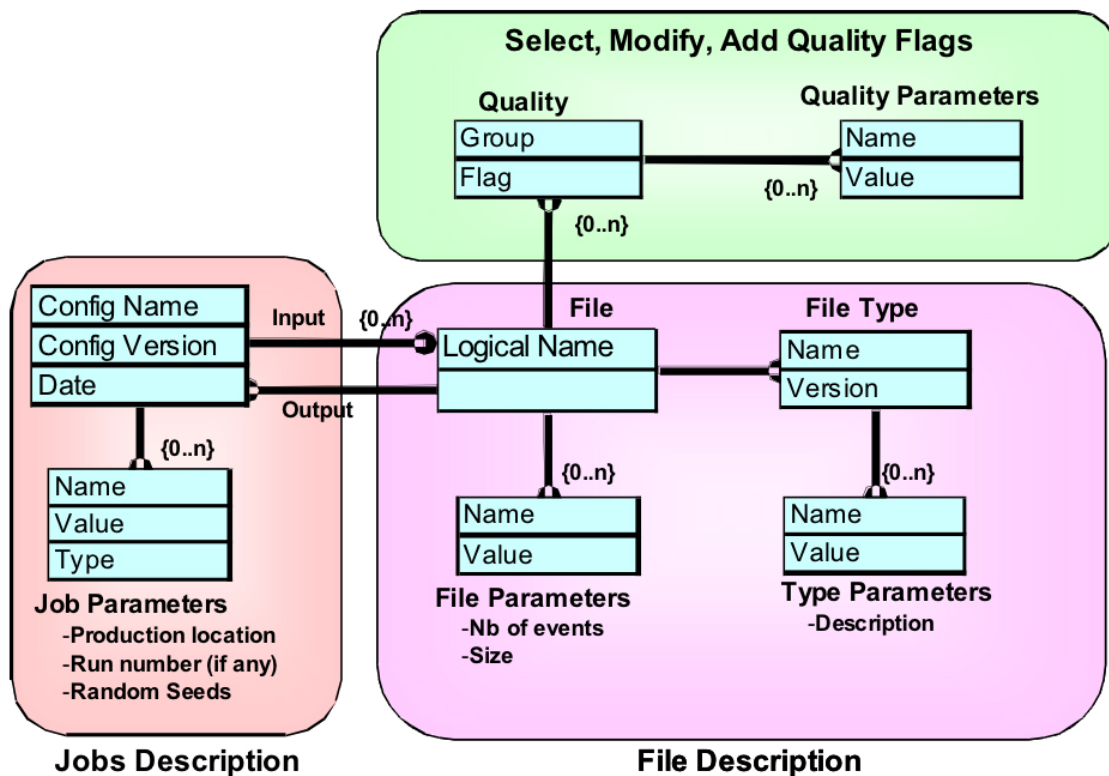 Select, Modify, Add Quality Flags
Quality
Group
Flag
{0..n}
Quality Parameters
Name
Value
{0..n}
Config Name
Config Version
Date
Input
{0..n}
Output
{0..n}
Name
Value
Type
Job Parameters
-Production location
-Run number (if any)
-Random Seeds
Jobs Description
File
Logical Name
File Type
Name
Version
{0..n}
Name
Value
File Parameters
-Nb of events
-Size
{0..n}
Name
Value
Type Parameters
-Description
File Description